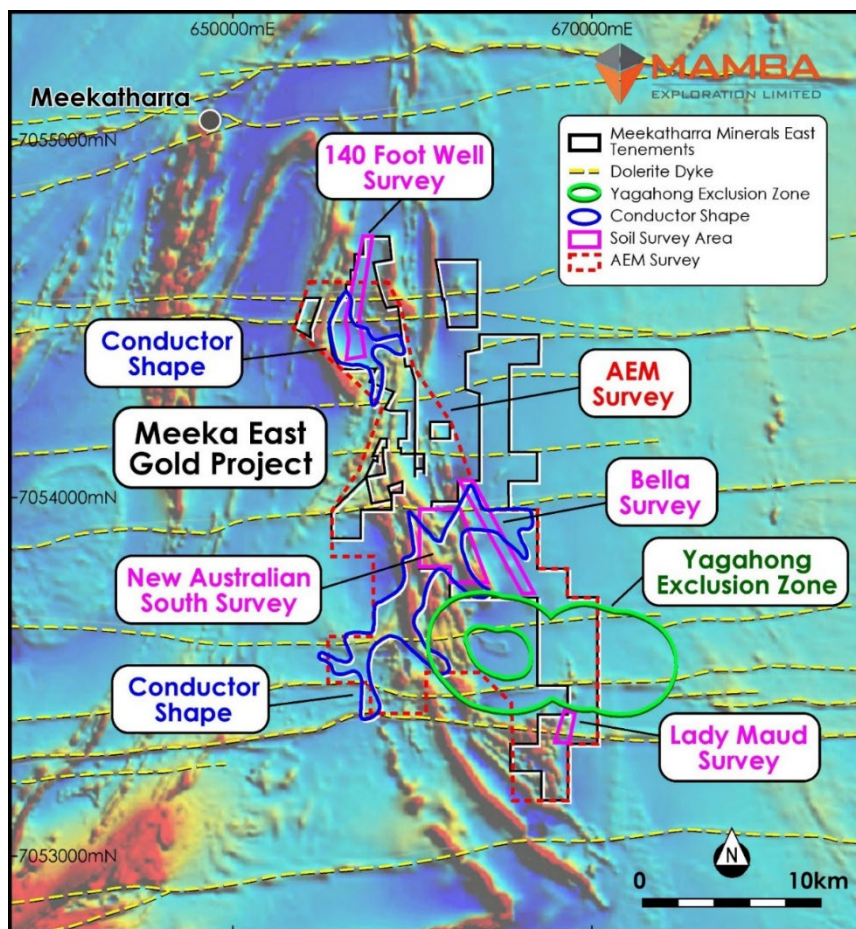 650000mE
670000mE
MAMBA
EXPLORATION LIMITED
Meekatharra
7055000mN
140 Foot Well
Survey
Meekatharra Minerals East
Tenements
Dolerite Dyke
Yagahong Exclusion Zone
Conductor Shape
Soil Survey Area
AEM Survey
Conductor
Shape
AEM
Survey
Meeka East
Gold Project
7054000mN
Bella
Survey
New Australian
South Survey
Yagahong
Exclusion Zone
Conductor
Shape
Lady Maud
Survey
7053000mN
N
0
10km